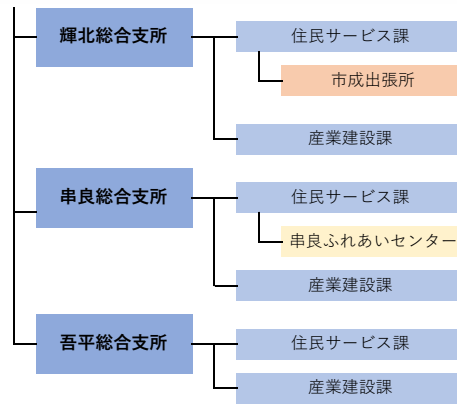 輝北総合支所
住民サービス課
市成出張所
産業建設課
串良総合支所
住民サービス課
串良ふれあいセンター
産業建設課
吾平総合支所
住民サービス課
産業建設課